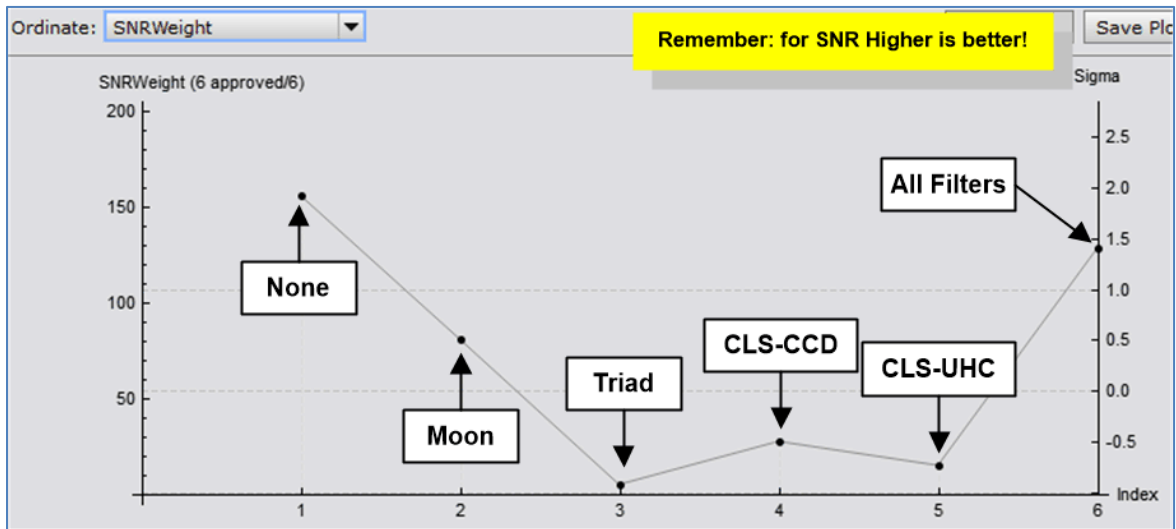 Ordinate: SNRWeight
Remember: for SNR Higher is better!
Save Plo
SNRWeight (6 approved/6)
Sigma
200
150
100
50
2.5
2.0
1.5
1.0
0.5
0.0
-0.5
None
Moon
Triad
CLS-CCD
CLS-UHC
All Filters
1
2
3
4
5
6
Index